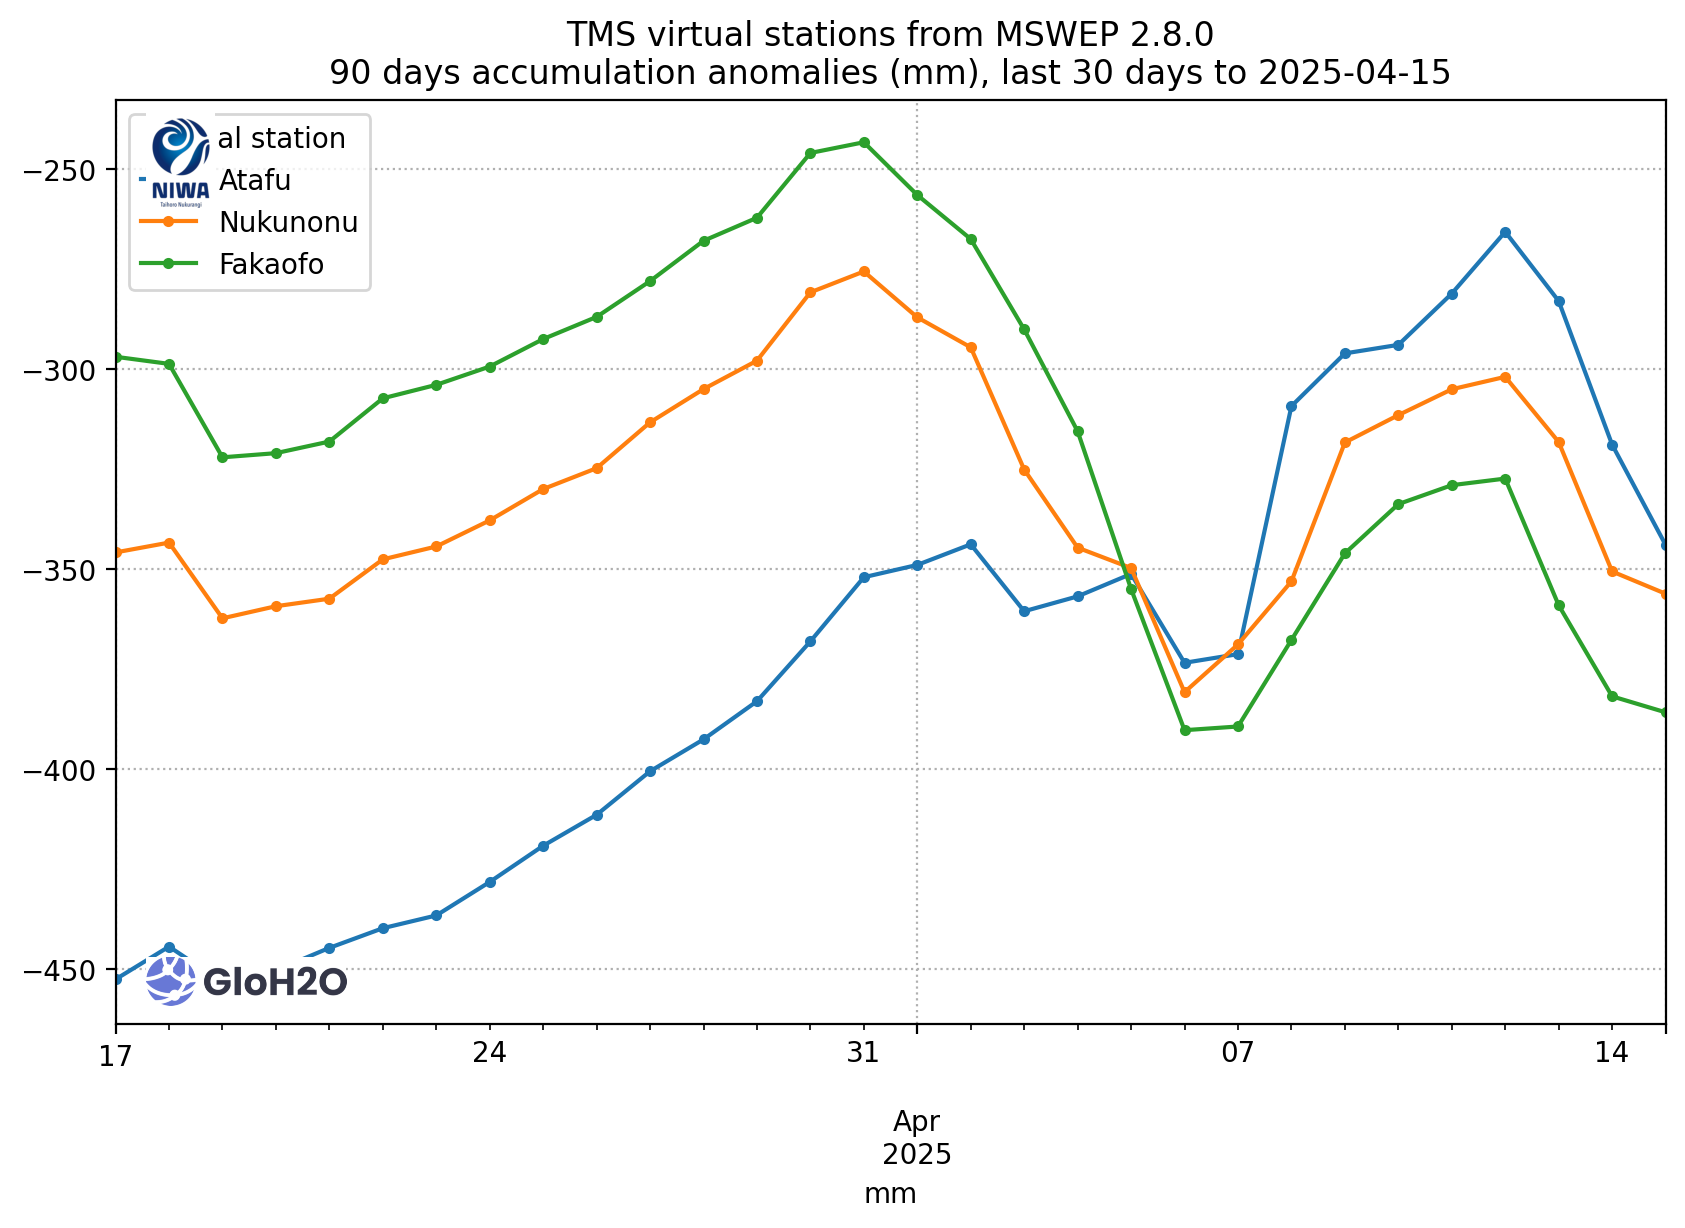 TMS virtual stations from MSWEP 2.8.0
90 days accumulation anomalies (mm), last 30 days to 2025-04-15
al station
Atafu
Nukunonu
Fakaofo
NIWA
Taihoro Nukurangi
−250
−300
−350
−400
−450
GloH2O
17
24
31
07
14
Apr
2025
mm